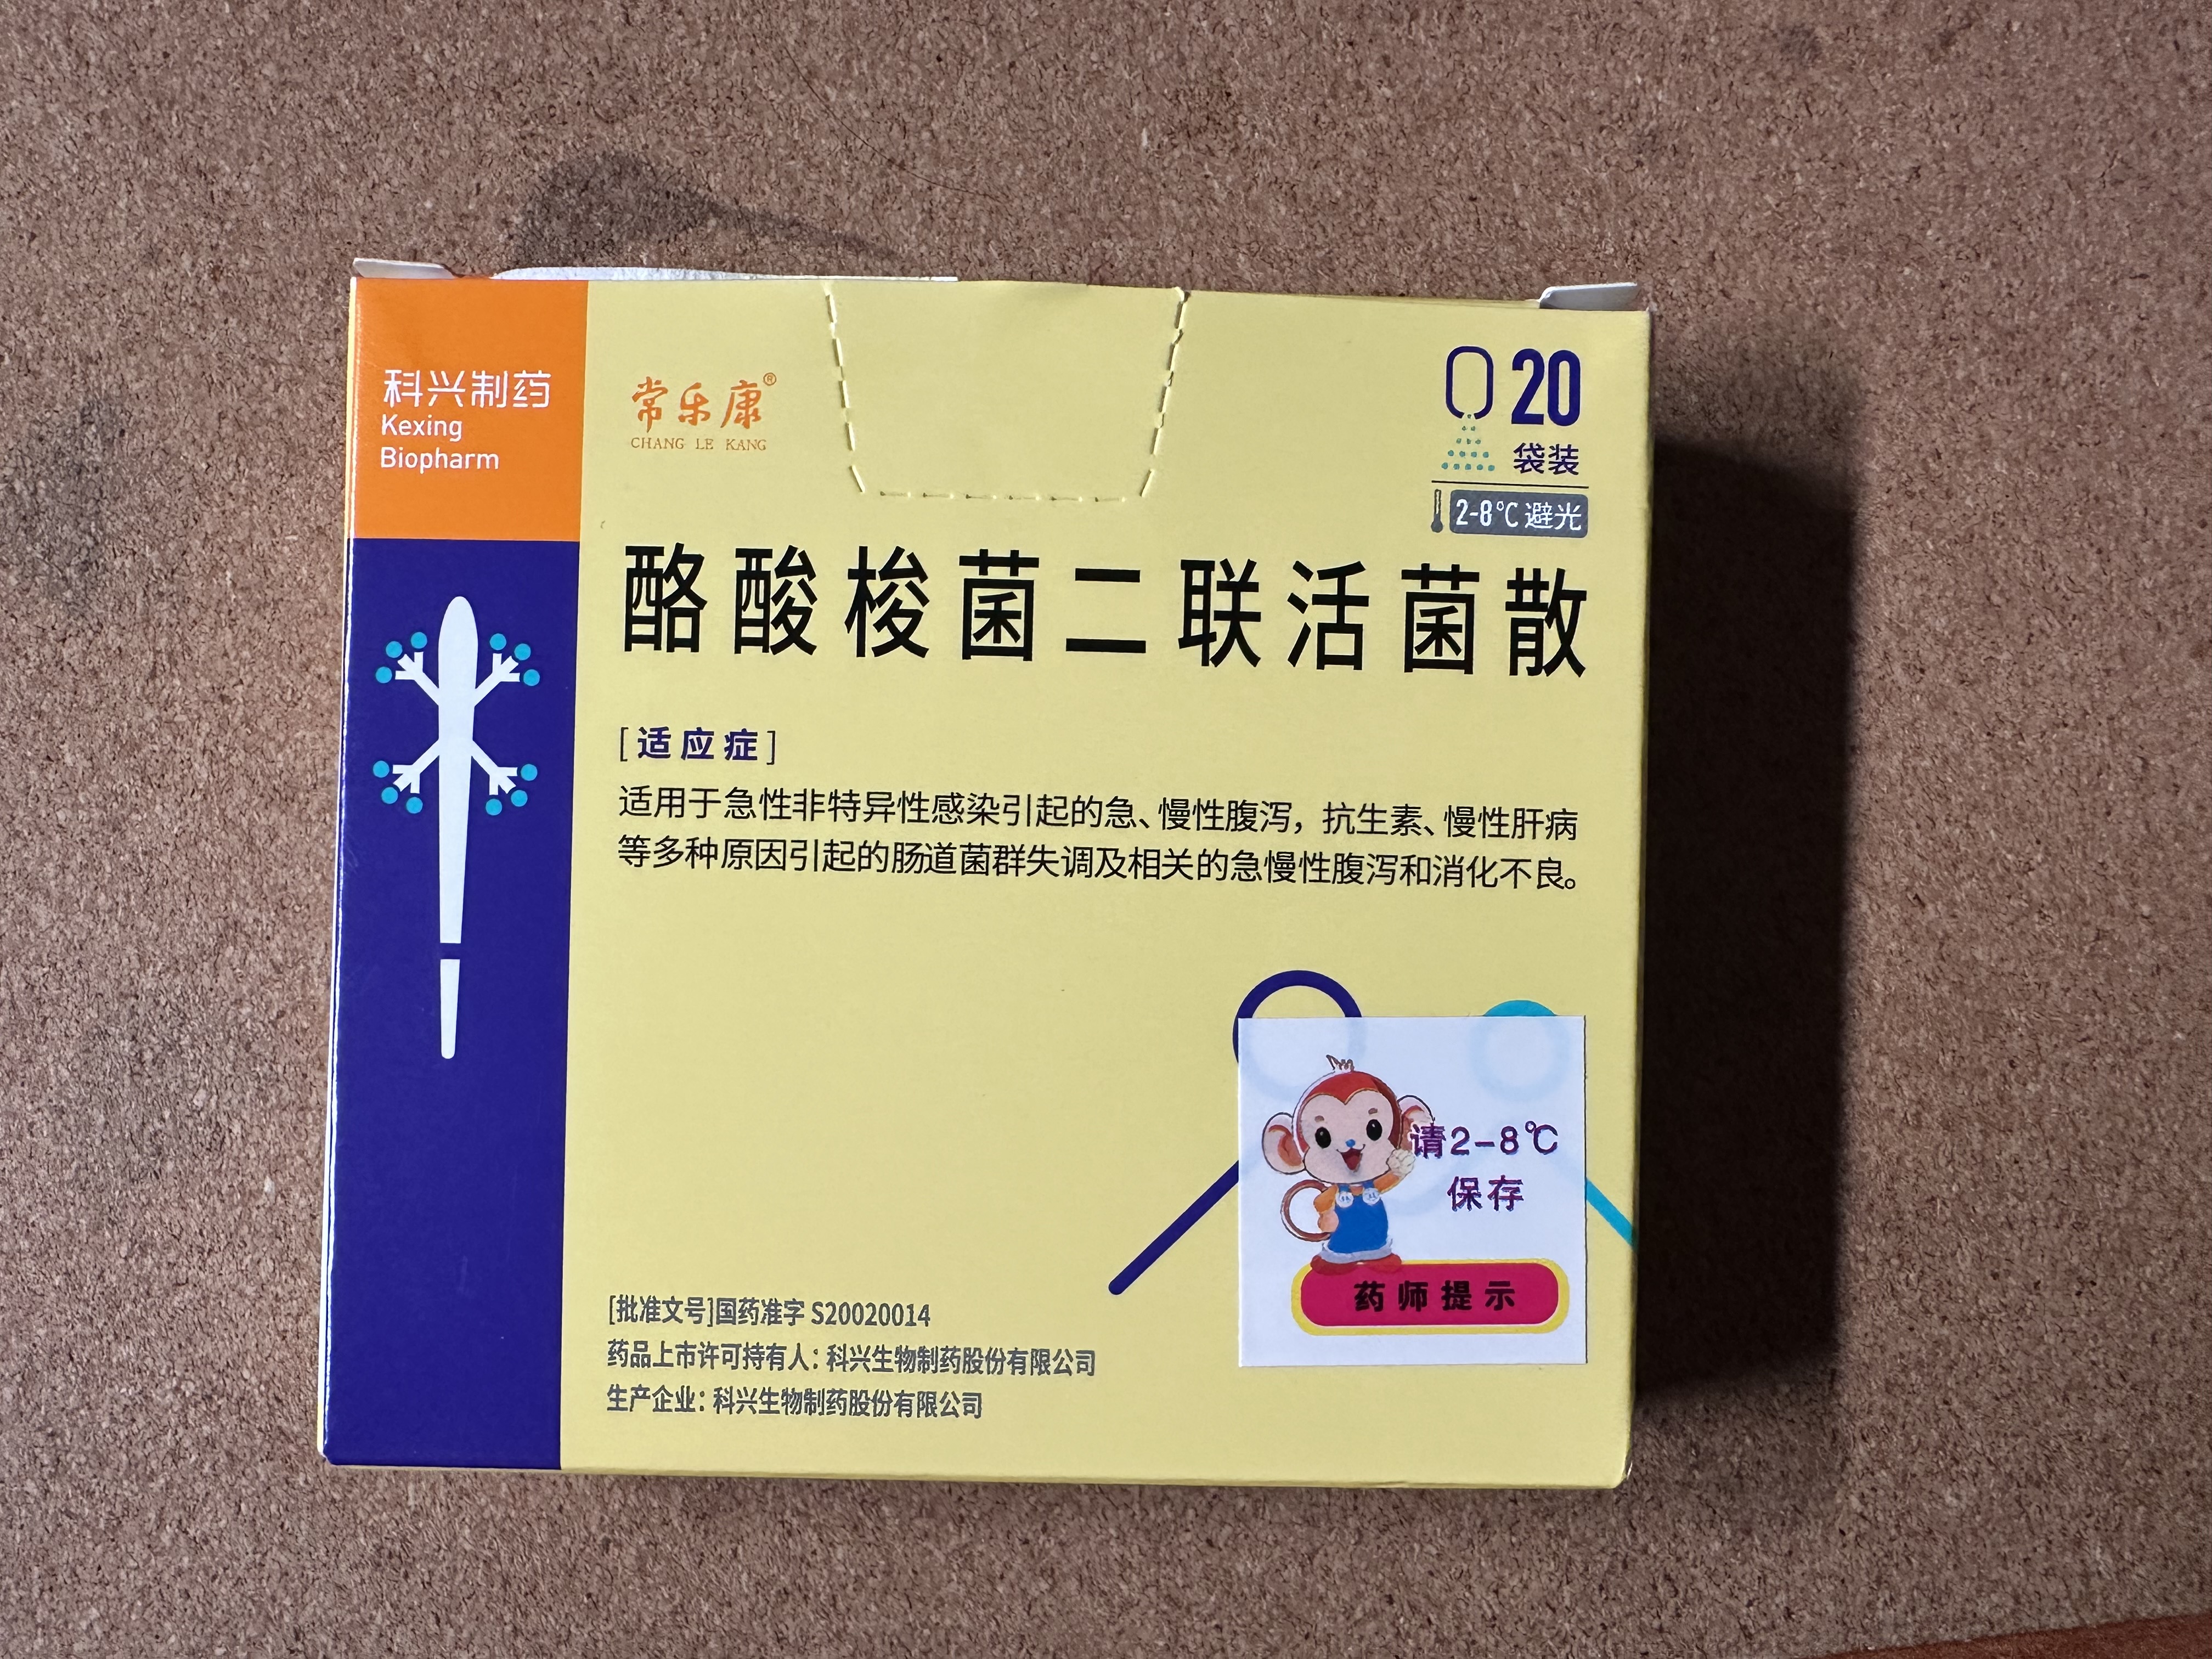 科兴制药
Kexing
Biopharm
常乐康®
CHANG LE KANG
20
袋装
2-8℃ 避光
酪酸梭菌二联活菌散
[适应症]
适用于急性非特异性感染引起的急、慢性腹泻，抗生素、慢性肝病
等多种原因引起的肠道菌群失调及相关的急慢性腹泻和消化不良。
请2-8℃
保存
药师提示
[批准文号]国药准字 S20020014
药品上市许可持有人：科兴生物制药股份有限公司
生产企业：科兴生物制药股份有限公司